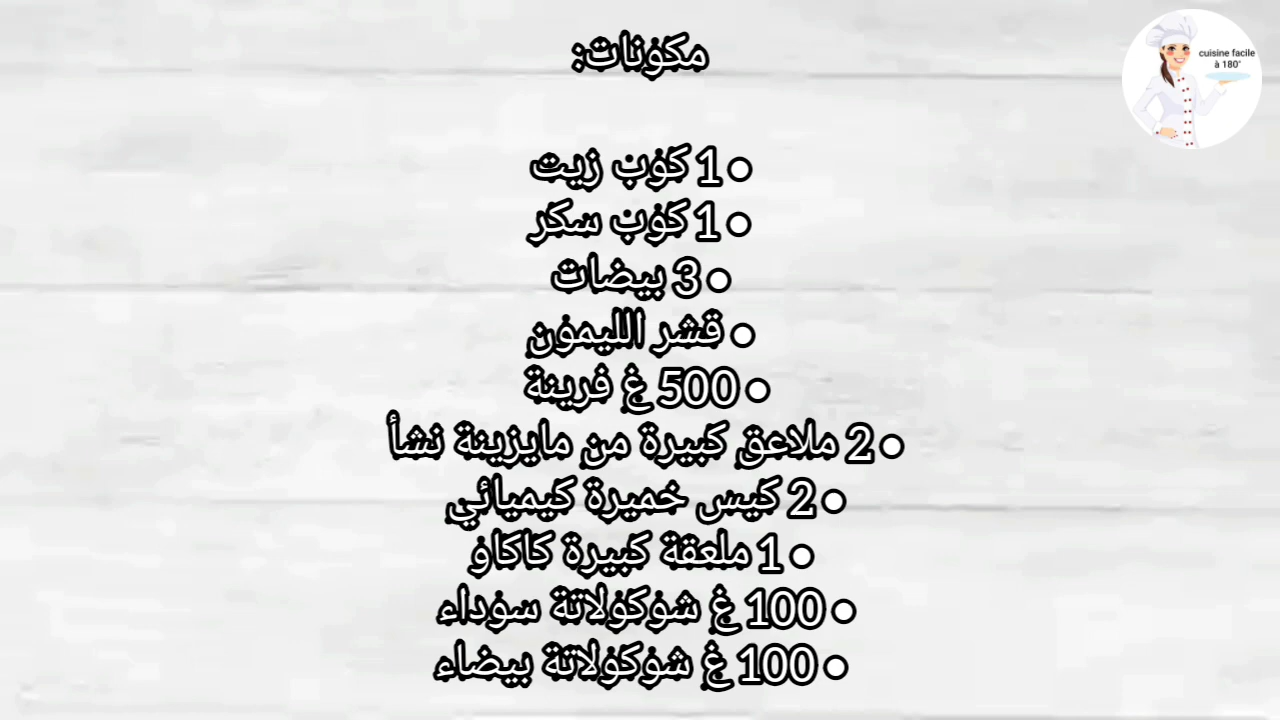 مكونات:
• 1 كوب زيت
• 1 كوب سكر
• 3 بيضات
• قشر الليمون
• 500 غ فرينة
• 2 ملاعق كبيرة من مايزينة نشأ
• 2 كيس خميرة كيميائي
• 1 ملعقة كبيرة كاكاو
• 100 غ شوكولاتة سوداء
• 100 غ شوكولاتة بيضاء
cuisine facile
à 180°